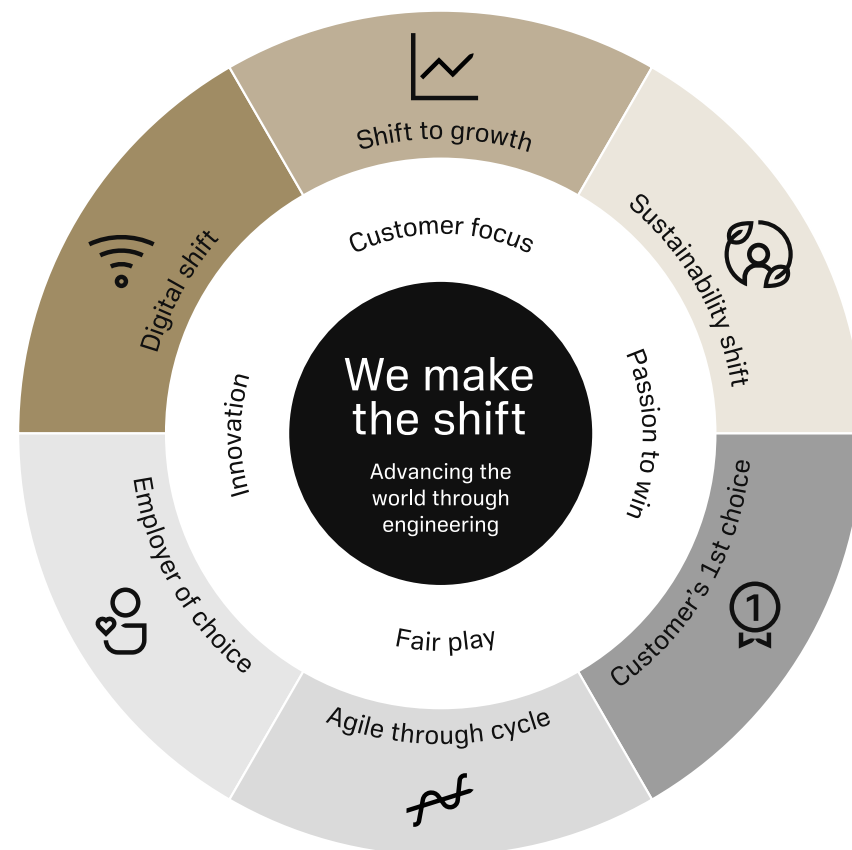 Shift to growth
Sustainability shift
Customer's 1st choice
Agile through cycle
Employer of choice
Digital shift
Customer focus
Passion to win
Fair play
Innovation
We make
the shift
Advancing the
world through
engineering
1